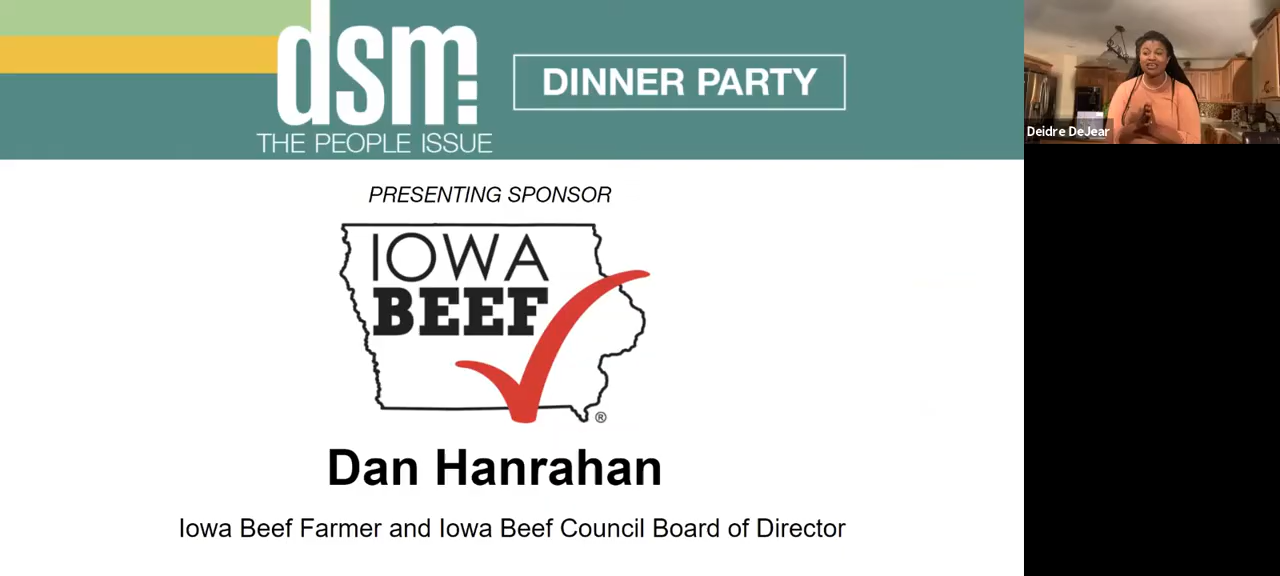 dsm:
DINNER PARTY
THE PEOPLE ISSUE
PRESENTING SPONSOR
IOWA
BEEF
®
Dan Hanrahan
Iowa Beef Farmer and Iowa Beef Council Board of Director
Deidre DeJear